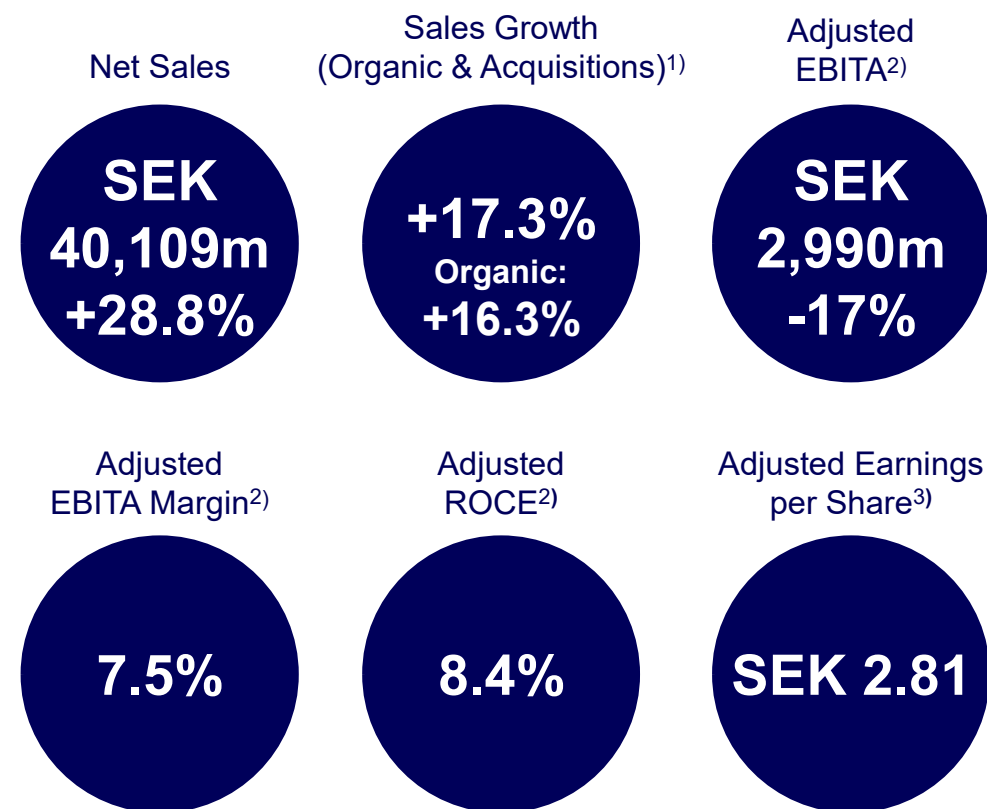 Net Sales
SEK
40,109m
+28.8%
Sales Growth
(Organic & Acquisitions)1)
+17.3%
Organic:
+16.3%
Adjusted
EBITA2)
SEK
2,990m
-17%
Adjusted
EBITA Margin2)
7.5%
Adjusted
ROCE2)
8.4%
Adjusted Earnings
per Share3)
SEK 2.81